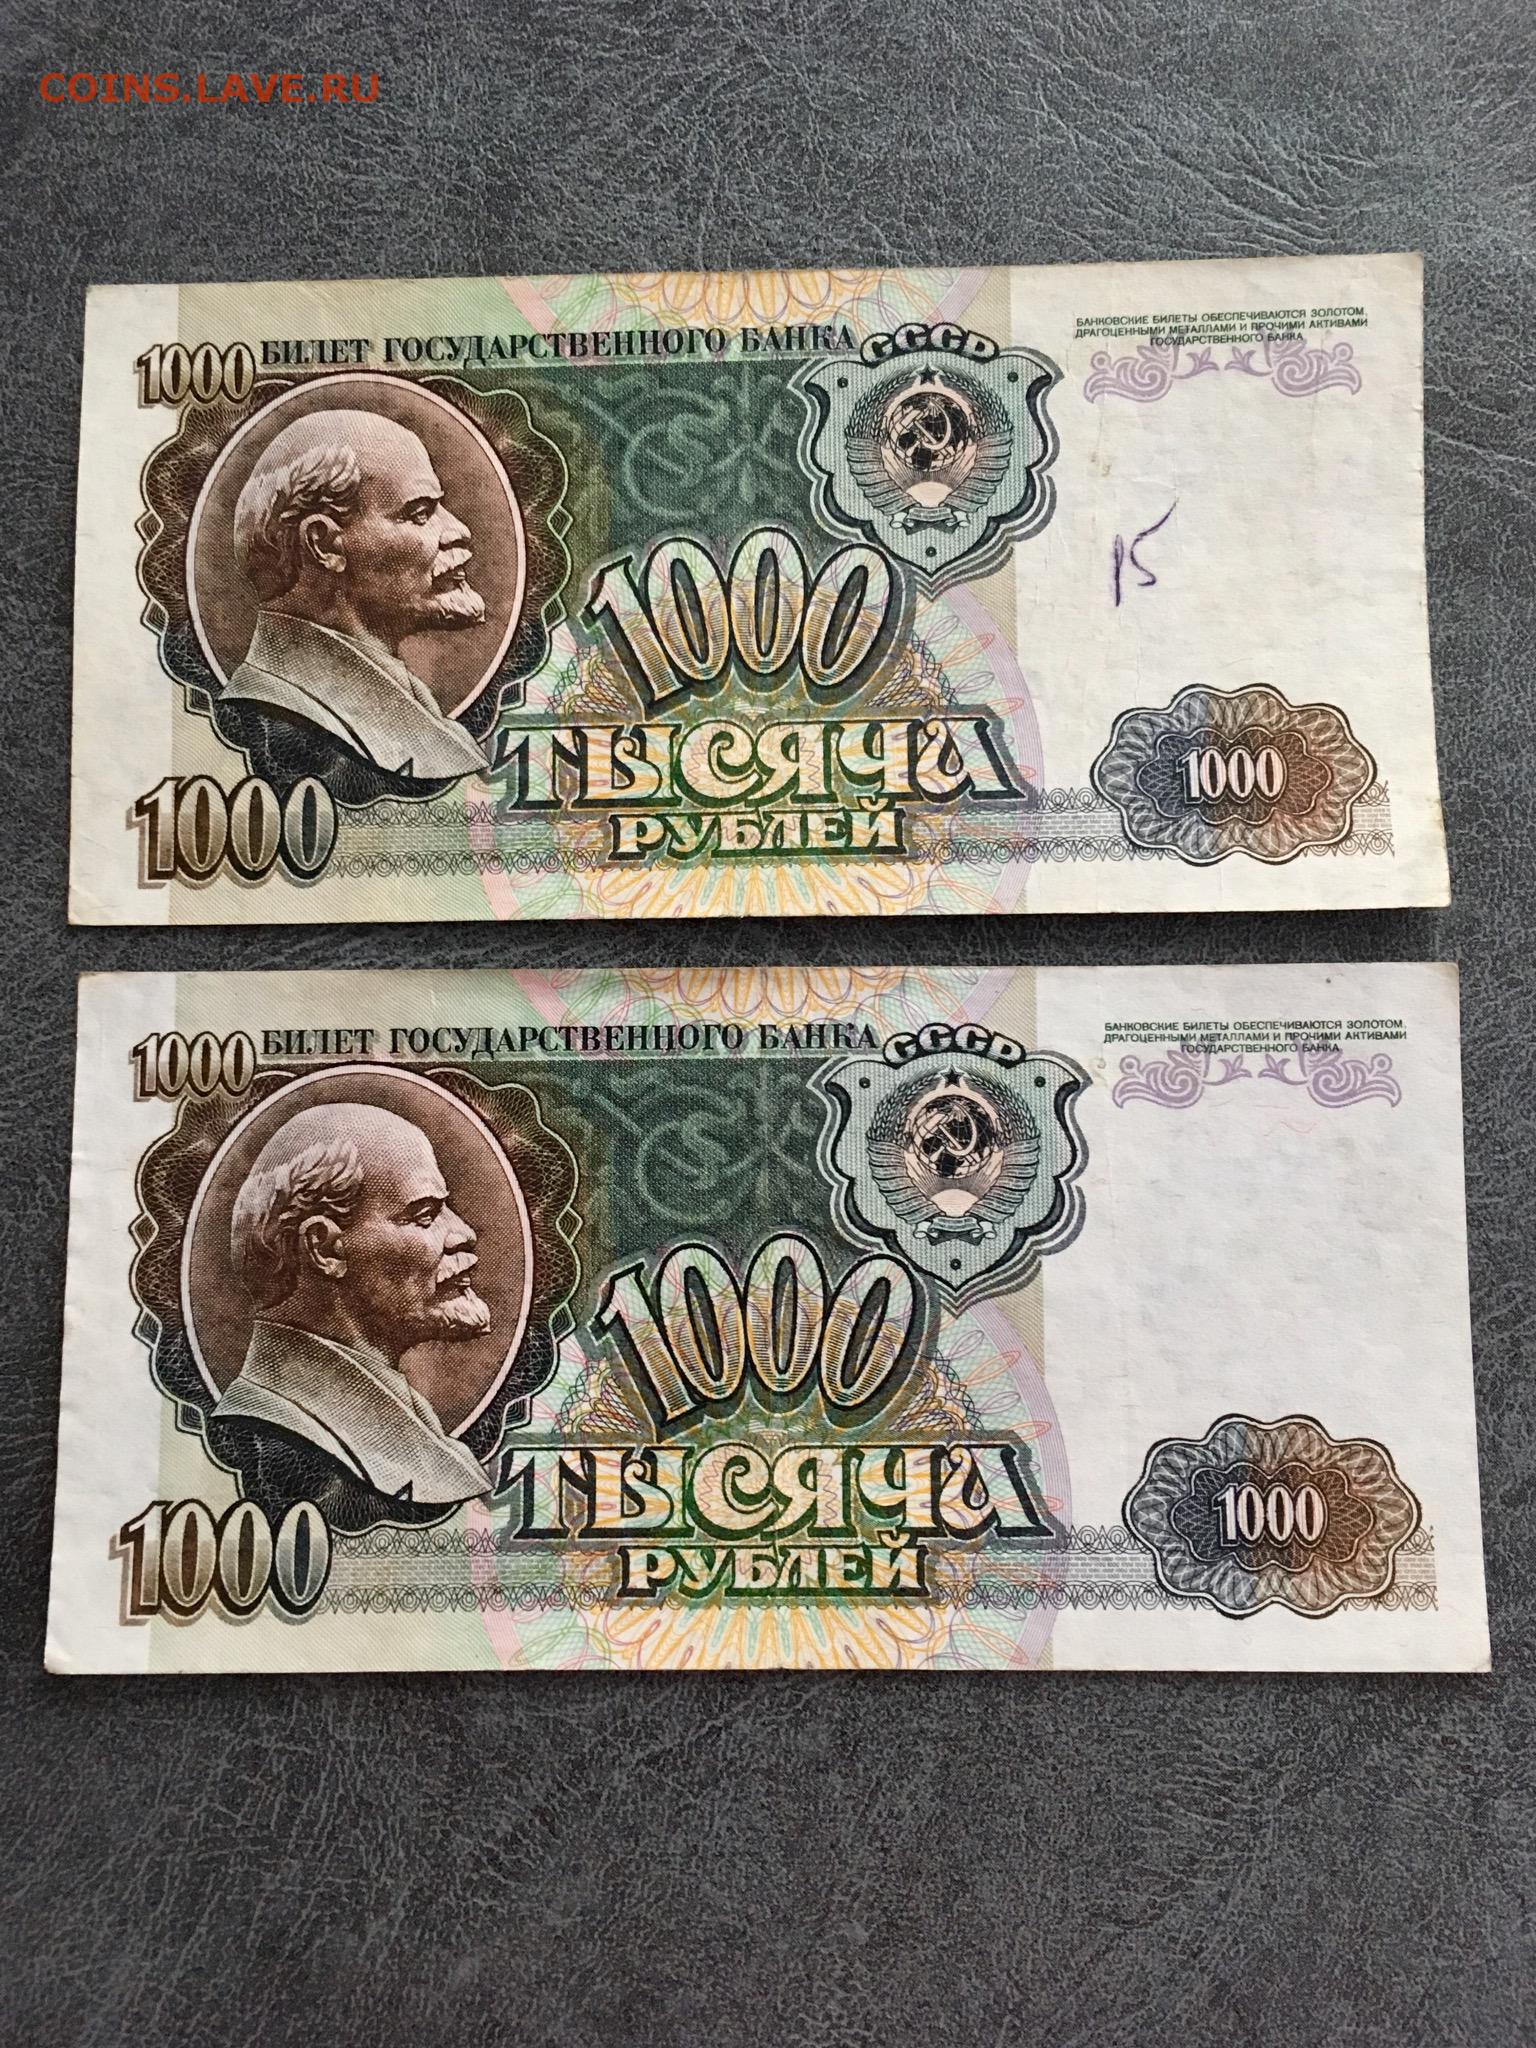 COINS.LAVE.RU
1000 БИЛЕТ ГОСУДАРСТВЕННОГО БАНКА СССР
БАНКОВСКИЕ БИЛЕТЫ ОБЕСПЕЧИВАЮТСЯ ЗОЛОТОМ,
ДРАГОЦЕННЫМИ МЕТАЛЛАМИ И ПРОЧИМИ АКТИВАМИ
ГОСУДАРСТВЕННОГО БАНКА
15
1000
ТЫСЯЧА
РУБЛЕЙ
1000
1000
1000 БИЛЕТ ГОСУДАРСТВЕННОГО БАНКА СССР
БАНКОВСКИЕ БИЛЕТЫ ОБЕСПЕЧИВАЮТСЯ ЗОЛОТОМ,
ДРАГОЦЕННЫМИ МЕТАЛЛАМИ И ПРОЧИМИ АКТИВАМИ
ГОСУДАРСТВЕННОГО БАНКА
1000
ТЫСЯЧА
РУБЛЕЙ
1000
1000